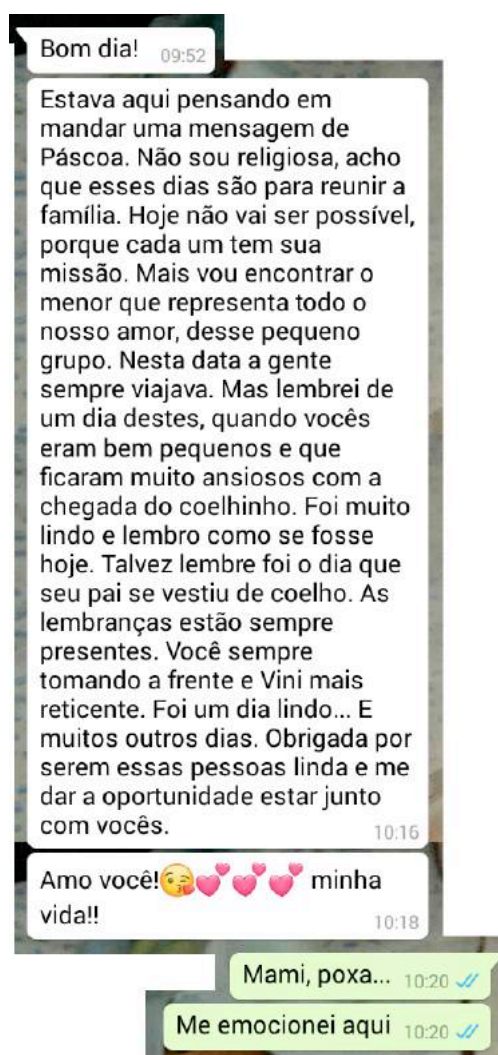 Bom dia! 09:52
Estava aqui pensando em
mandar uma mensagem de
Páscoa. Não sou religiosa, acho
que esses dias são para reunir a
família. Hoje não vai ser possível,
porque cada um tem sua
missão. Mais vou encontrar o
menor que representa todo o
nosso amor, desse pequeno
grupo. Nesta data a gente
sempre viajava. Mas lembrei de
um dia destes, quando vocês
eram bem pequenos e que
ficaram muito ansiosos com a
chegada do coelhinho. Foi muito
lindo e lembro como se fosse
hoje. Talvez lembre foi o dia que
seu pai se vestiu de coelho. As
lembranças estão sempre
presentes. Você sempre
tomando a frente e Vini mais
reticente. Foi um dia lindo... E
muitos outros dias. Obrigada por
serem essas pessoas linda e me
dar a oportunidade estar junto
com vocês. 10:16
Amo você!😘💕💕💕 minha
vida!! 10:18
Mami, poxa... 10:20
Me emocionei aqui 10:20